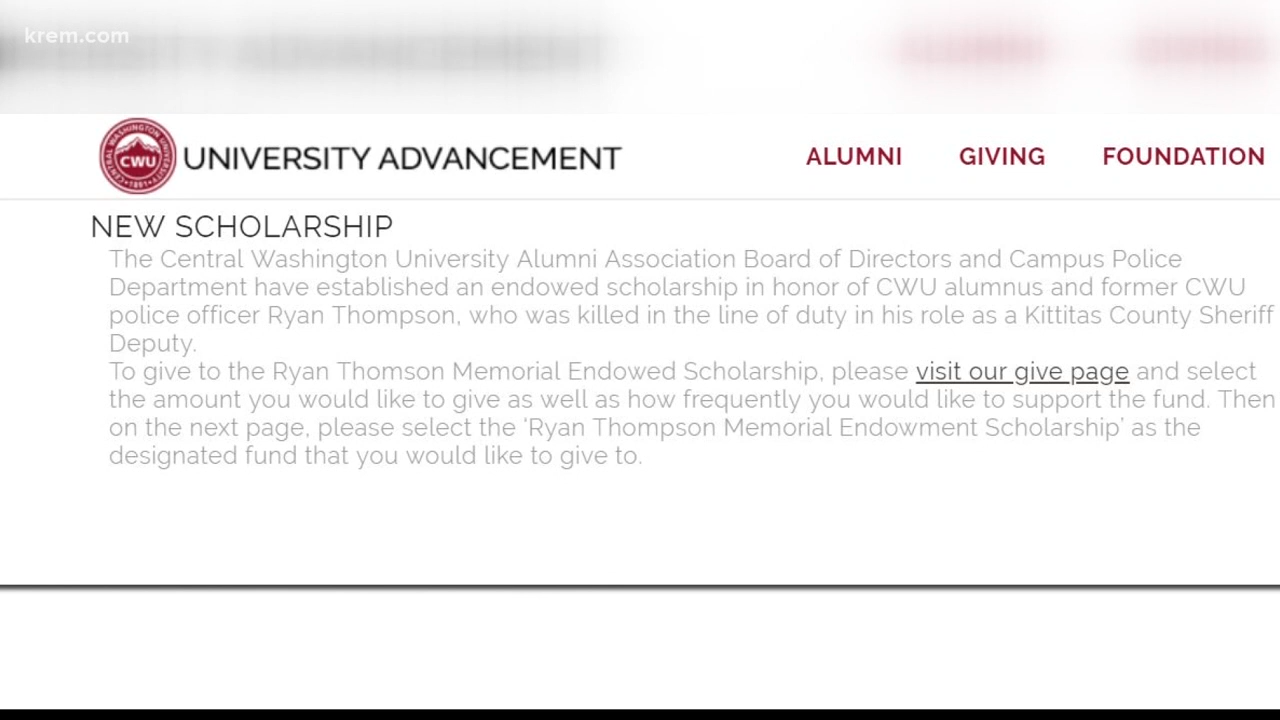 krem.com
CENTRAL WASHINGTON UNIVERSITY
CWU
•1891•
UNIVERSITY ADVANCEMENT
ALUMNI GIVING FOUNDATION
NEW SCHOLARSHIP
The Central Washington University Alumni Association Board of Directors and Campus Police
Department have established an endowed scholarship in honor of CWU alumnus and former CWU
police officer Ryan Thompson, who was killed in the line of duty in his role as a Kittitas County Sheriff
Deputy.
To give to the Ryan Thomson Memorial Endowed Scholarship, please visit our give page and select
the amount you would like to give as well as how frequently you would like to support the fund. Then
on the next page, please select the ‘Ryan Thompson Memorial Endowment Scholarship’ as the
designated fund that you would like to give to.